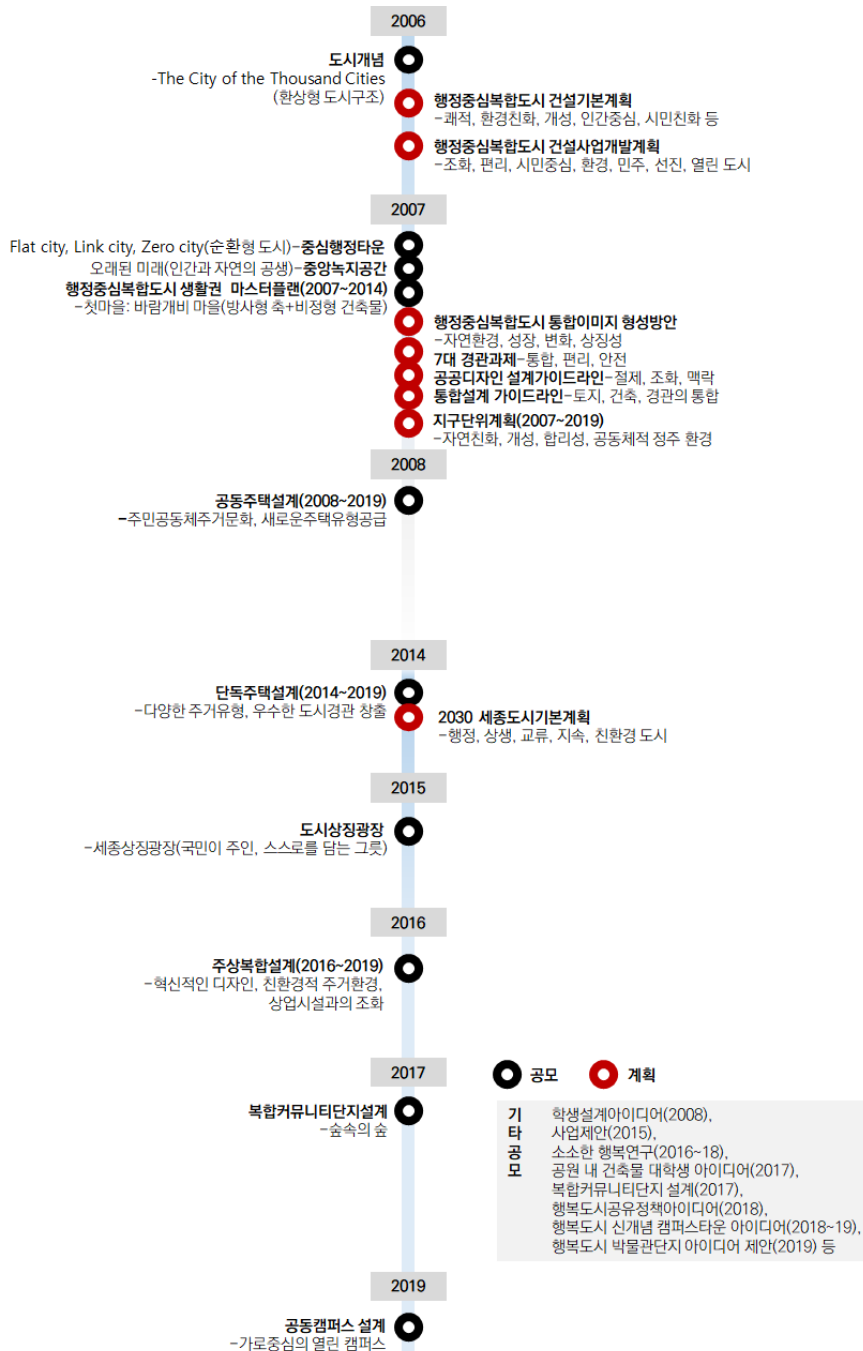 2006
도시개념
-The City of the Thousand Cities
(환상형 도시구조)
행정중심복합도시 건설기본계획
-쾌적, 환경친화, 개성, 인간중심, 시민친화 등
행정중심복합도시 건설사업개발계획
-조화, 편리, 시민중심, 환경, 민주, 선진, 열린 도시
2007
Flat city, Link city, Zero city(순환형 도시)-중심행정타운
오래된 미래(인간과 자연의 공생)-중앙녹지공간
행정중심복합도시 생활권 마스터플랜(2007~2014)
-첫마을: 바람개비 마을(방사형 축+비정형 건축물)
행정중심복합도시 통합이미지 형성방안
-자연환경, 성장, 변화, 상징성
7대 경관과제-통합, 편리, 안전
공공디자인 설계가이드라인-절제, 조화, 맥락
통합설계 가이드라인-토지, 건축, 경관의 통합
지구단위계획(2007~2019)
-자연친화, 개성, 합리성, 공동체적 정주 환경
2008
공동주택설계(2008~2019)
-주민공동체주거문화, 새로운주택유형공급
2014
단독주택설계(2014~2019)
-다양한 주거유형, 우수한 도시경관 창출
2030 세종도시기본계획
-행정, 상생, 교류, 지속, 친환경 도시
2015
도시상징광장
-세종상징광장(국민이 주인, 스스로를 담는 그릇)
2016
주상복합설계(2016~2019)
-혁신적인 디자인, 친환경적 주거환경,
상업시설과의 조화
2017
복합커뮤니티단지설계
-숲속의 숲
공모 계획
기 학생설계아이디어(2008),
타 사업제안(2015),
공 소소한 행복연구(2016~18),
모 공원 내 건축물 대학생 아이디어(2017),
복합커뮤니티단지 설계(2017),
행복도시공유정책아이디어(2018),
행복도시 신개념 캠퍼스타운 아이디어(2018~19),
행복도시 박물관단지 아이디어 제안(2019) 등
2019
공동캠퍼스 설계
-가로중심의 열린 캠퍼스